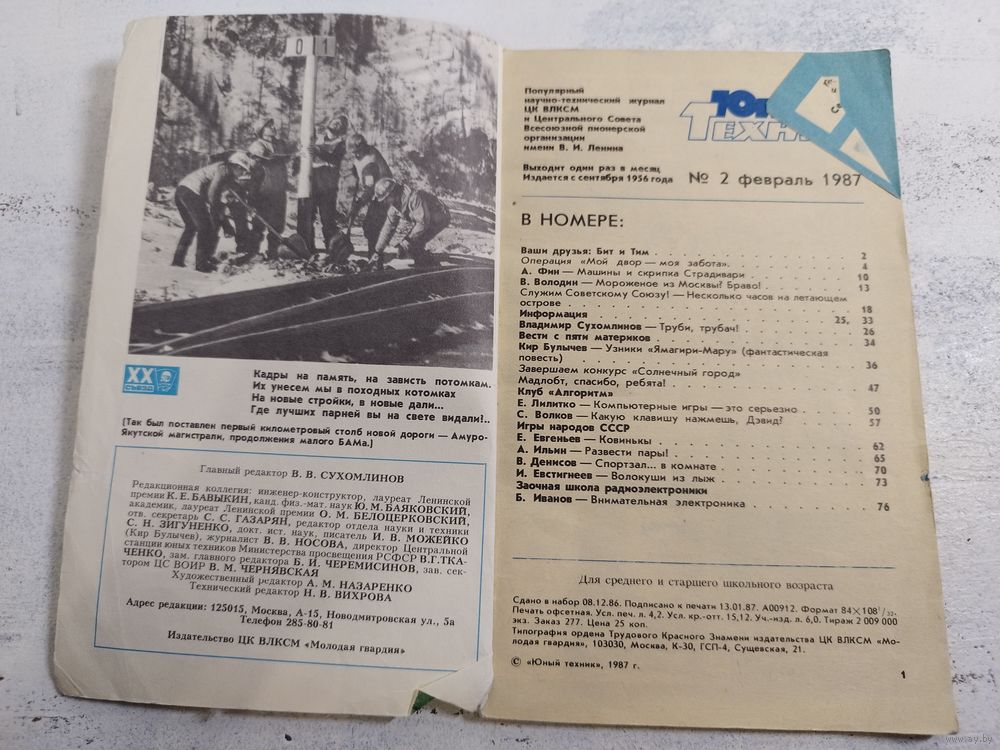 0 1
XX
СЪЕЗД
Кадры на память, на зависть потомкам.
Их унесем мы в походных котомках
На новые стройки, в новые дали...
Где лучших парней вы на свете видали!..
(Так был поставлен первый километровый столб новой дороги — Амуро-
Якутской магистрали, продолжения малого БАМа.)
Главный редактор В. В. СУХОМЛИНОВ
Редакционная коллегия: инженер-конструктор, лауреат Ленинской
премии К. Е. БАВЫКИН, канд. физ.-мат. наук Ю. М. БАЯКОВСКИЙ,
академик, лауреат Ленинской премии О. М. БЕЛОЦЕРКОВСКИЙ,
отв. секретарь С. С. ГАЗАРЯН, редактор отдела науки и техники
С. Н. ЗИГУНЕНКО, докт. ист. наук, писатель И. В. МОЖЕЙКО
(Кир Булычев), журналист В. В. НОСОВА, директор Центральной
станции юных техников Министерства просвещения РСФСР В. Г. ТКА-
ЧЕНКО, зам. главного редактора Б. И. ЧЕРЕМИСИНОВ, зав. сек-
тором ЦС ВОИР В. М. ЧЕРНЯВСКАЯ
Художественный редактор А. М. НАЗАРЕНКО
Технический редактор Н. В. ВИХРОВА
Адрес редакции: 125015, Москва, А-15, Новодмитровская ул., 5а
Телефон 285-80-81
Издательство ЦК ВЛКСМ «Молодая гвардия»
Популярный
научно-технический журнал
ЦК ВЛКСМ
и Центрального Совета
Всесоюзной пионерской
организации
имени В. И. Ленина
Выходит один раз в месяц
Издается с сентября 1956 года
№ 2 февраль 1987
В НОМЕРЕ:
Ваши друзья: Бит и Тим . . . 2
Операция «Мой двор — моя забота». . . . 4
А. Фин — Машины и скрипка Страдивари . . . 10
В. Володин — Мороженое из Москвы? Браво! . . . 13
Служим Советскому Союзу! — Несколько часов на летающем
острове . . . 18
Информация . . . 25, 33
Владимир Сухомлинов — Труби, трубач! . . . 26
Вести с пяти материков . . . 34
Кир Булычев — Узники «Ямагири-Мару» (фантастическая
повесть) . . . 36
Завершаем конкурс «Солнечный город»
Мадлобт, спасибо, ребята! . . . 47
Клуб «Алгоритм»
Е. Лилитко — Компьютерные игры — это серьезно . . . 50
С. Волков — Какую клавишу нажмешь, Дэвид? . . . 57
Игры народов СССР
Е. Евгеньев — Ковинькы . . . 62
А. Ильин — Развести пары! . . . 65
В. Денисов — Спортзал... в комнате . . . 70
И. Евстигнеев — Волокуши из лыж . . . 73
Заочная школа радиоэлектроники
Б. Иванов — Внимательная электроника . . . 76
Для среднего и старшего школьного возраста
Сдано в набор 08.12.86. Подписано к печати 13.01.87. А00912. Формат 84×108¹/₃₂.
Печать офсетная. Усл. печ. л. 4,2. Усл. кр.-отт. 15,12. Уч.-изд. л. 6,0. Тираж 2 009 000
экз. Заказ 277. Цена 25 коп.
Типография ордена Трудового Красного Знамени издательства ЦК ВЛКСМ «Мо-
лодая гвардия», 103030, Москва, К-30, ГСП-4, Сущевская, 21.
© «Юный техник», 1987 г.
1
www.ay.by